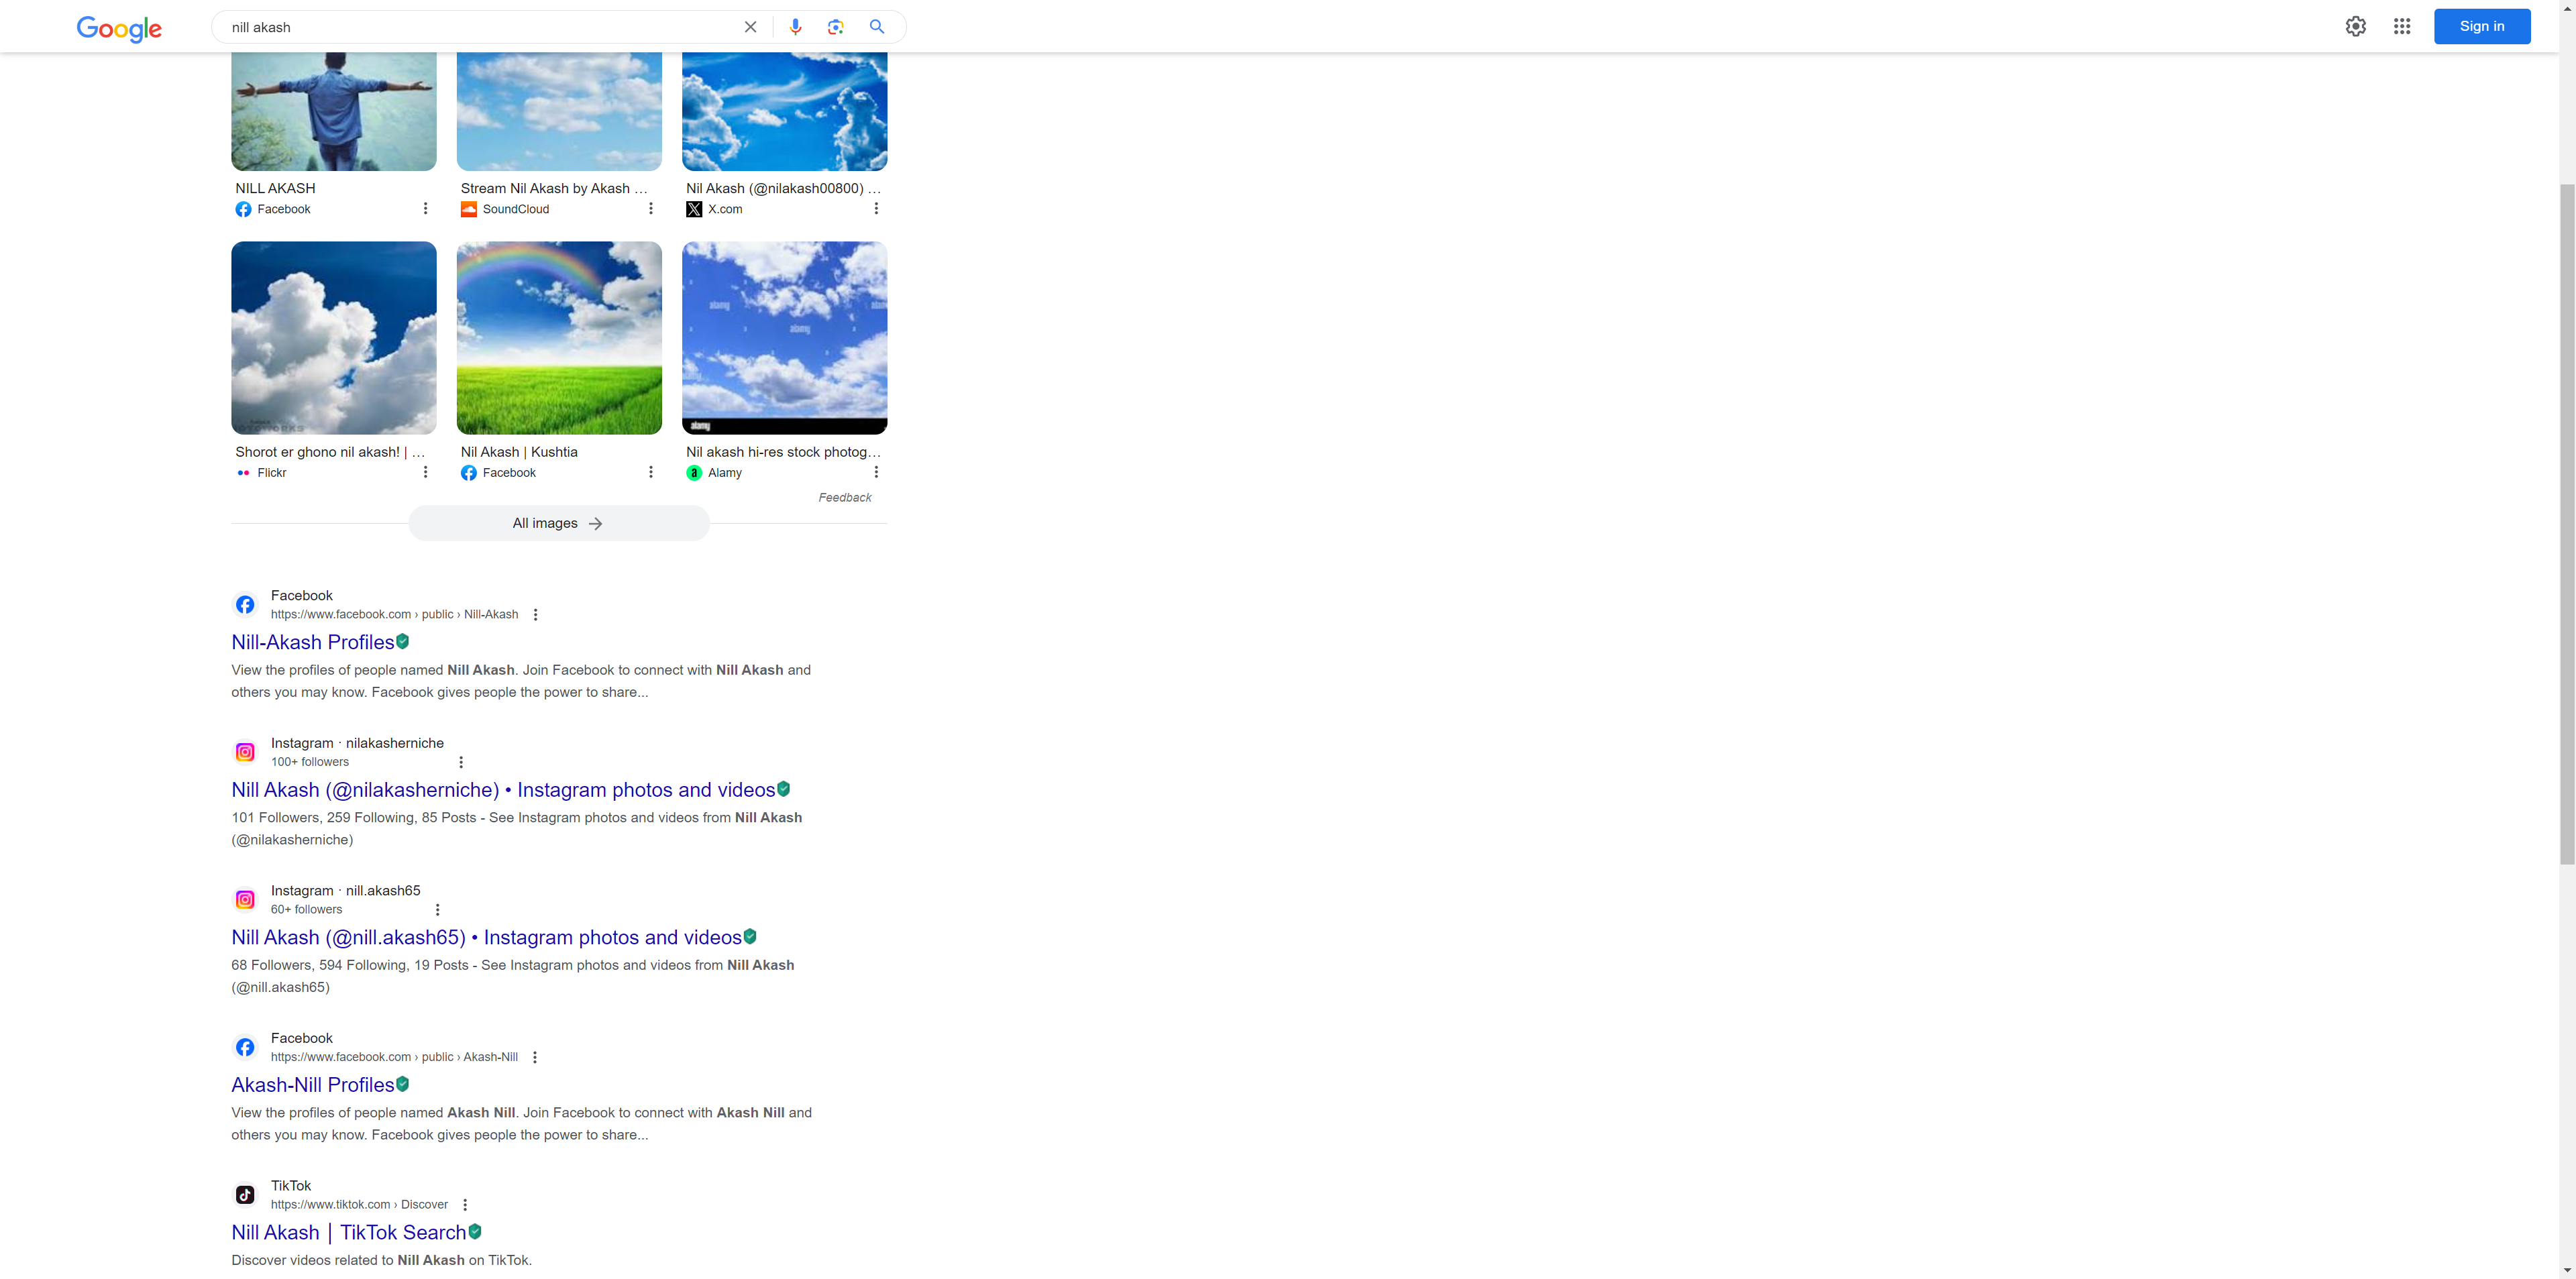 Google
nill akash
Sign in
NILL AKASH
Facebook
Stream Nil Akash by Akash ...
SoundCloud
Nil Akash (@nilakash00800) ...
X.com
alamy
alamy
alamy
Shorot er ghono nil akash! | ...
Flickr
Nil Akash | Kushtia
Facebook
Nil akash hi-res stock photog...
Alamy
Feedback
All images
Facebook
https://www.facebook.com › public › Nill-Akash
Nill-Akash Profiles
View the profiles of people named Nill Akash. Join Facebook to connect with Nill Akash and
others you may know. Facebook gives people the power to share...
Instagram · nilakasherniche
100+ followers
Nill Akash (@nilakasherniche) • Instagram photos and videos
101 Followers, 259 Following, 85 Posts - See Instagram photos and videos from Nill Akash
(@nilakasherniche)
Instagram · nill.akash65
60+ followers
Nill Akash (@nill.akash65) • Instagram photos and videos
68 Followers, 594 Following, 19 Posts - See Instagram photos and videos from Nill Akash
(@nill.akash65)
Facebook
https://www.facebook.com › public › Akash-Nill
Akash-Nill Profiles
View the profiles of people named Akash Nill. Join Facebook to connect with Akash Nill and
others you may know. Facebook gives people the power to share...
TikTok
https://www.tiktok.com › Discover
Nill Akash | TikTok Search
Discover videos related to Nill Akash on TikTok.